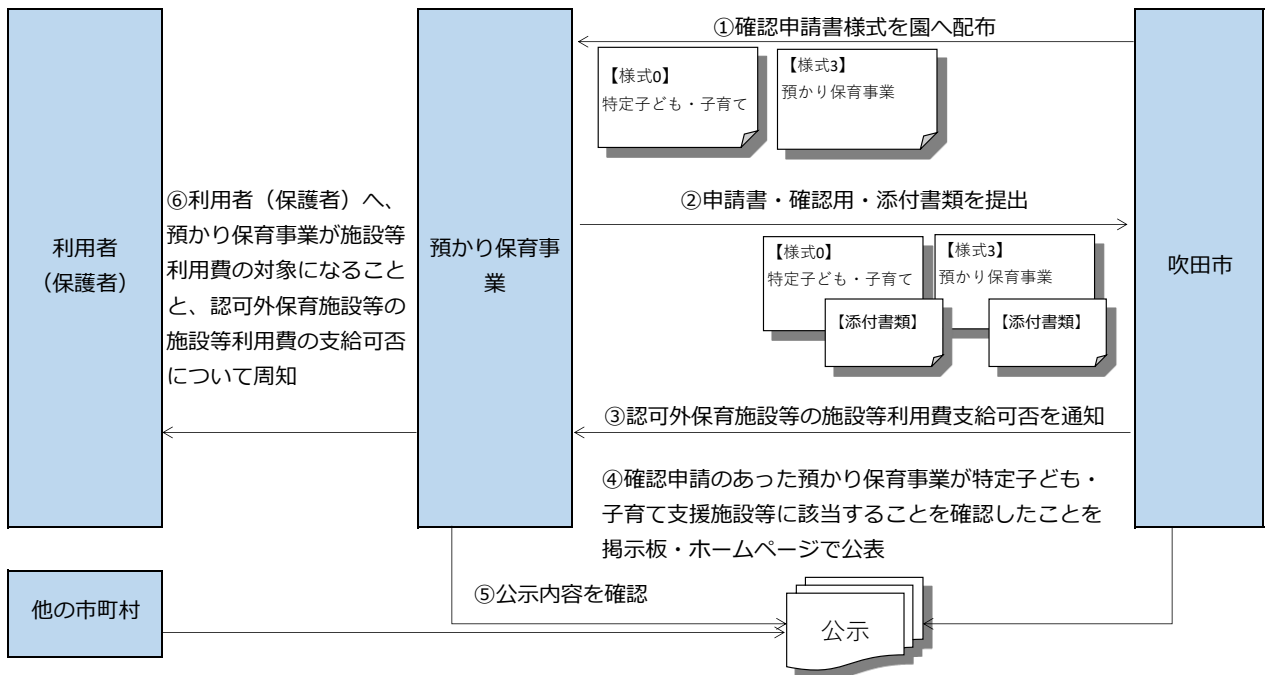 ①確認申請書様式を園へ配布
【様式0】
特定子ども・子育て
【様式3】
預かり保育事業
利用者
（保護者）
⑥利用者（保護者）へ、
預かり保育事業が施設等
利用費の対象になること
と、認可外保育施設等の
施設等利用費の支給可否
について周知
預かり保育事
業
②申請書・確認用・添付書類を提出
【様式0】
特定子ども・子育て
【様式3】
預かり保育事業
【添付書類】
【添付書類】
吹田市
③認可外保育施設等の施設等利用費支給可否を通知
④確認申請のあった預かり保育事業が特定子ども・
子育て支援施設等に該当することを確認したことを
掲示板・ホームページで公表
他の市町村
⑤公示内容を確認
公示